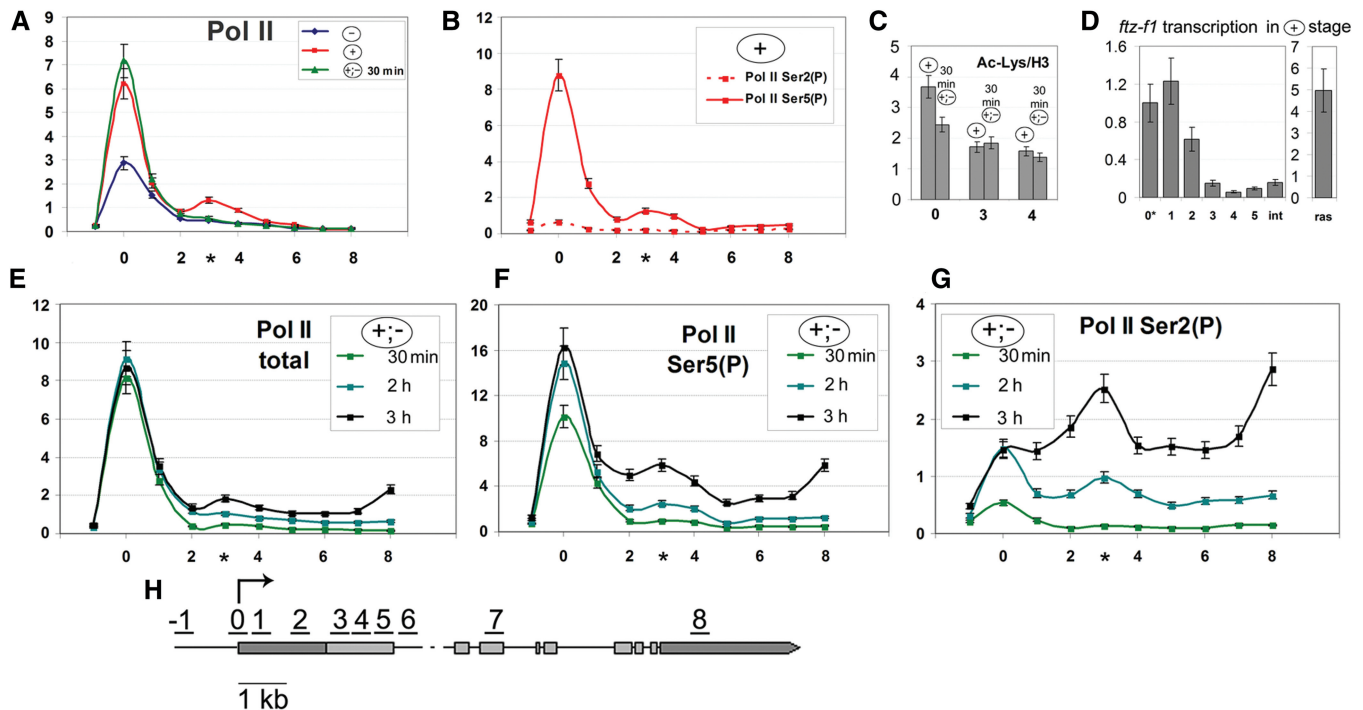 A
Pol II
9
8
7
6
5
4
3
2
1
0
0 2 * 4 6 8
−
+
+;− 30 min
B
12
10
8
6
4
2
0
0 2 * 4 6 8
+
Pol II Ser2(P)
Pol II Ser5(P)
C
Ac-Lys/H3
5
4
3
2
1
0
+ 30 min +;−
+ 30 min +;−
+ 30 min +;−
0 3 4
D
ftz-f1 transcription in + stage
1.6
1.2
0.8
0.4
0
0* 1 2 3 4 5 int
7
6
5
4
3
2
1
0
ras
E
Pol II
total
12
10
8
6
4
2
0
0 2 * 4 6 8
+;-
30 min
2 h
3 h
F
Pol II
Ser5(P)
20
16
12
8
4
0
0 2 * 4 6 8
+;-
30 min
2 h
3 h
G
Pol II Ser2(P)
4
3
2
1
0
0 2 * 4 6 8
+;-
30 min
2 h
3 h
H
-1 0 1 2 3 4 5 6 7 8
1 kb